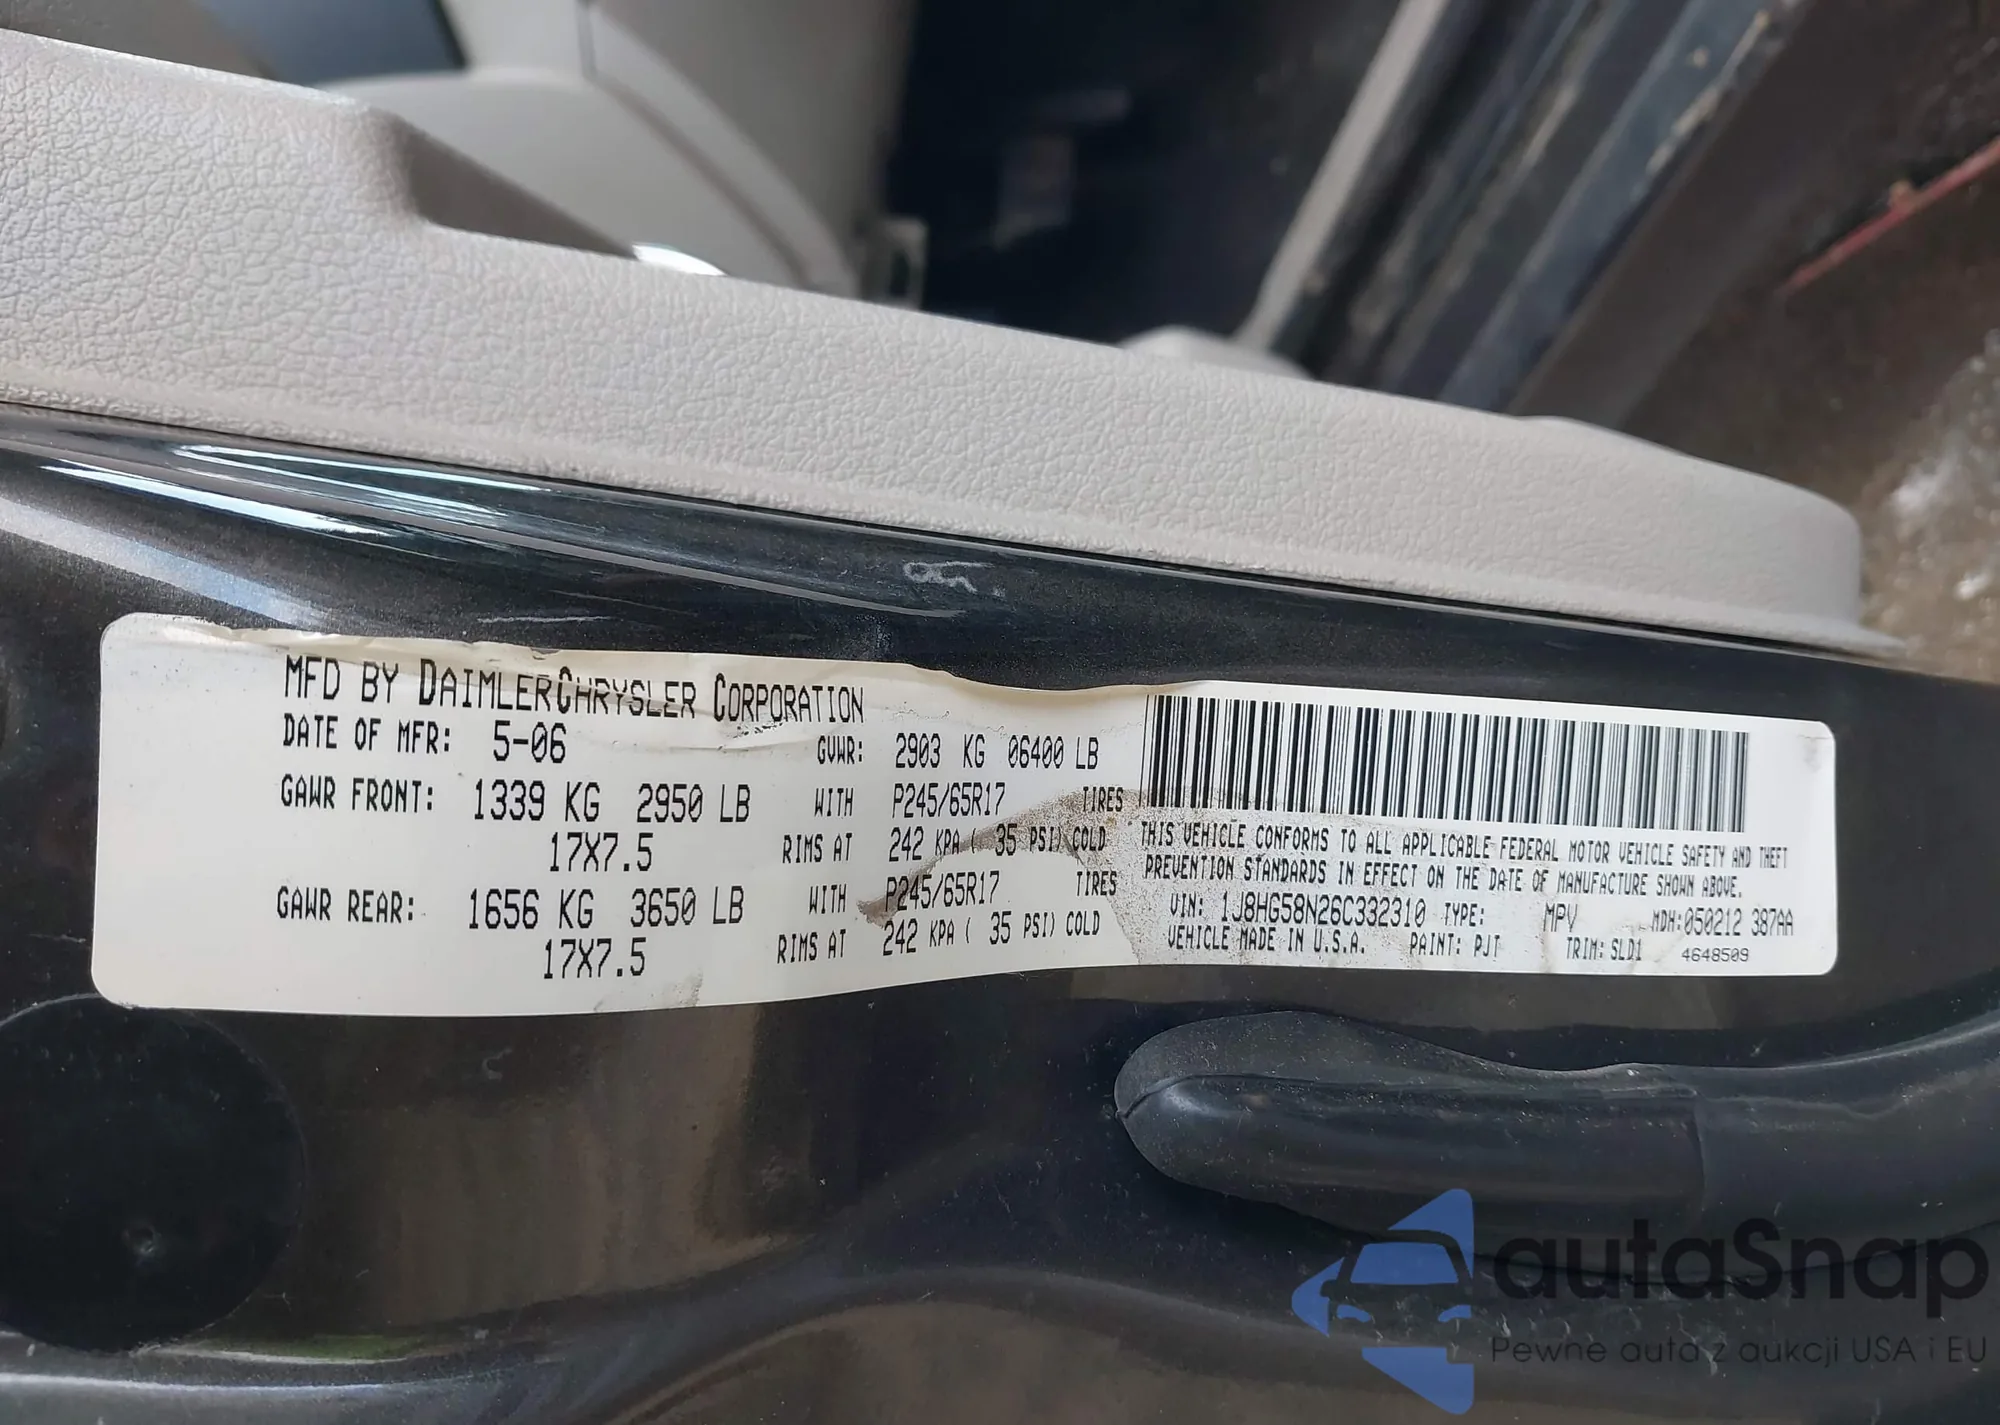 MFD BY DAIMLERCHRYSLER CORPORATION
DATE OF MFR: 5-06 GVWR: 2903 KG 06400 LB
GAWR FRONT: 1339 KG 2950 LB WITH P245/65R17 TIRES
17X7.5 RIMS AT 242 KPA ( 35 PSI) COLD
GAWR REAR: 1656 KG 3650 LB WITH P245/65R17 TIRES
17X7.5 RIMS AT 242 KPA ( 35 PSI) COLD
THIS VEHICLE CONFORMS TO ALL APPLICABLE FEDERAL MOTOR VEHICLE SAFETY AND THEFT
PREVENTION STANDARDS IN EFFECT ON THE DATE OF MANUFACTURE SHOWN ABOVE.
VIN: 1J8HG58N26C332310 TYPE: MPV MDH:050212 387AA
VEHICLE MADE IN U.S.A. PAINT: PJT TRIM: SLD1 4648509
autaSnap
Pewne auta z aukcji USA i EU